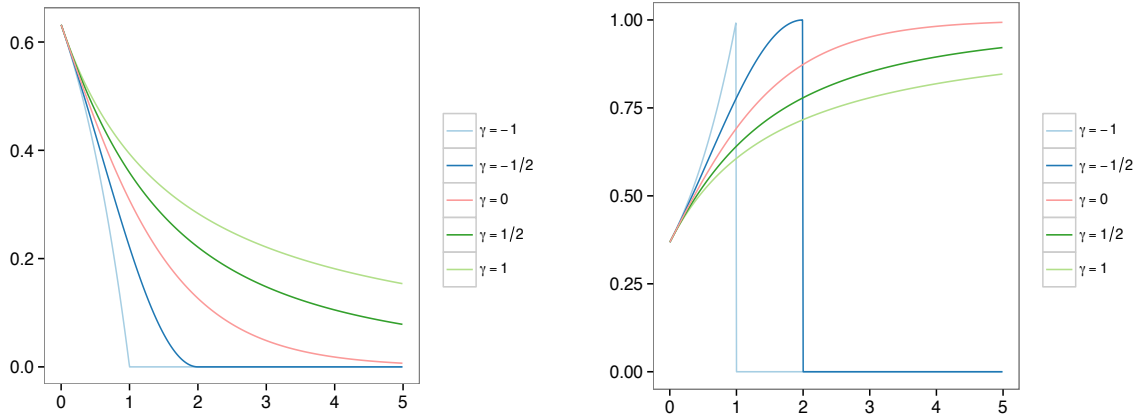 0.6
0.4
0.2
0.0
0 1 2 3 4 5
γ = −1
γ = −1/2
γ = 0
γ = 1/2
γ = 1
1.00
0.75
0.50
0.25
0.00
0 1 2 3 4 5
γ = −1
γ = −1/2
γ = 0
γ = 1/2
γ = 1